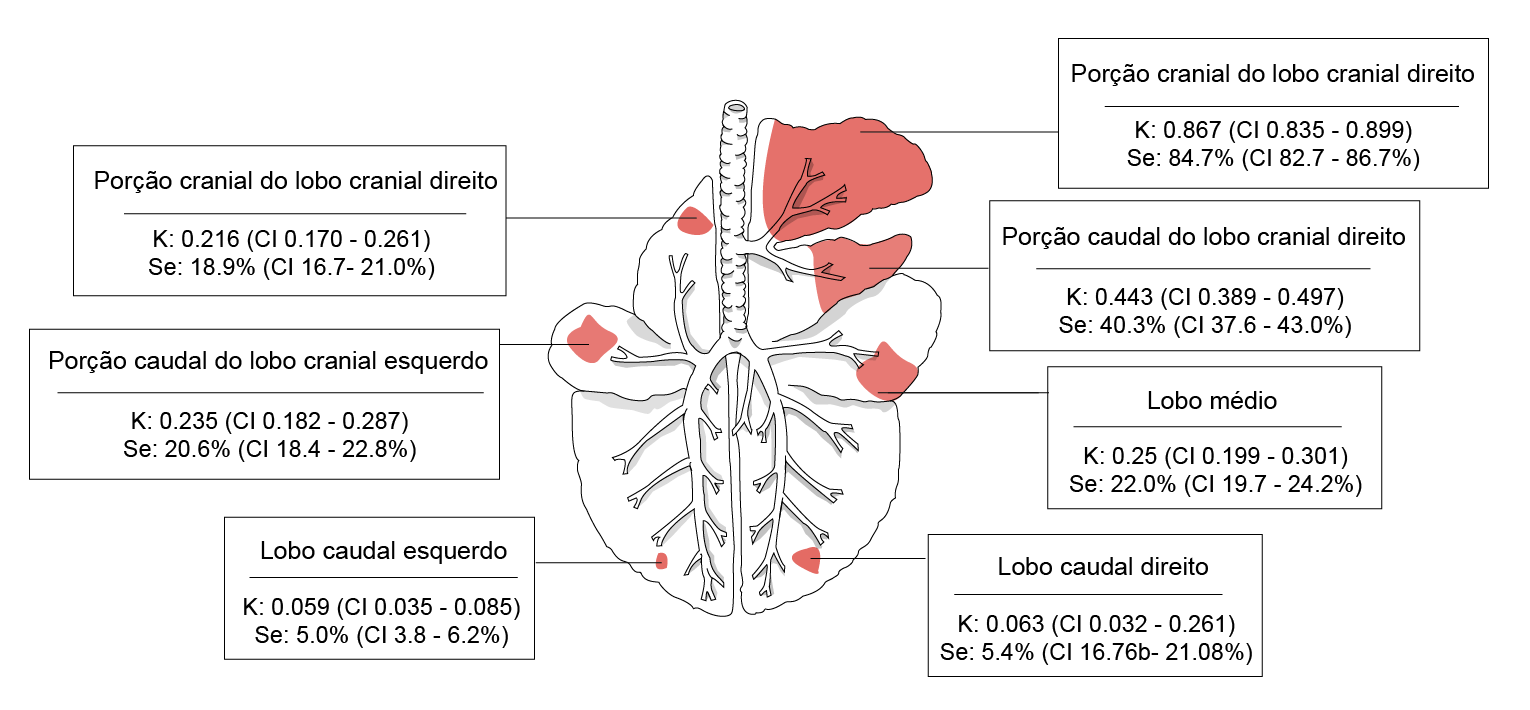 Porção cranial do lobo cranial direito
K: 0.867 (CI 0.835 - 0.899)
Se: 84.7% (CI 82.7 - 86.7%)
Porção cranial do lobo cranial direito
K: 0.216 (CI 0.170 - 0.261)
Se: 18.9% (CI 16.7- 21.0%)
Porção caudal do lobo cranial direito
K: 0.443 (CI 0.389 - 0.497)
Se: 40.3% (CI 37.6 - 43.0%)
Porção caudal do lobo cranial esquerdo
K: 0.235 (CI 0.182 - 0.287)
Se: 20.6% (CI 18.4 - 22.8%)
Lobo médio
K: 0.25 (CI 0.199 - 0.301)
Se: 22.0% (CI 19.7 - 24.2%)
Lobo caudal esquerdo
K: 0.059 (CI 0.035 - 0.085)
Se: 5.0% (CI 3.8 - 6.2%)
Lobo caudal direito
K: 0.063 (CI 0.032 - 0.261)
Se: 5.4% (CI 16.76b- 21.08%)